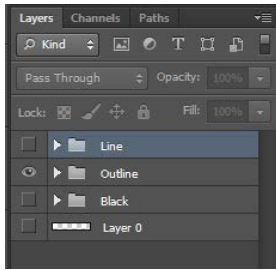 Layers Channels Paths
Kind T
Pass Through Opacity: 100%
Lock: Fill: 100%
Line
Outline
Black
Layer 0